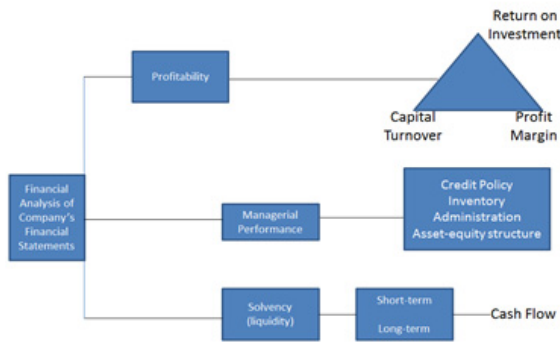 Return on
Investment
Profitability
Capital
Turnover
Profit
Margin
Financial
Analysis of
Company's
Financial
Statements
Managerial
Performance
Credit Policy
Inventory
Administration
Asset-equity structure
Solvency
(liquidity)
Short-term
Long-term
Cash Flow